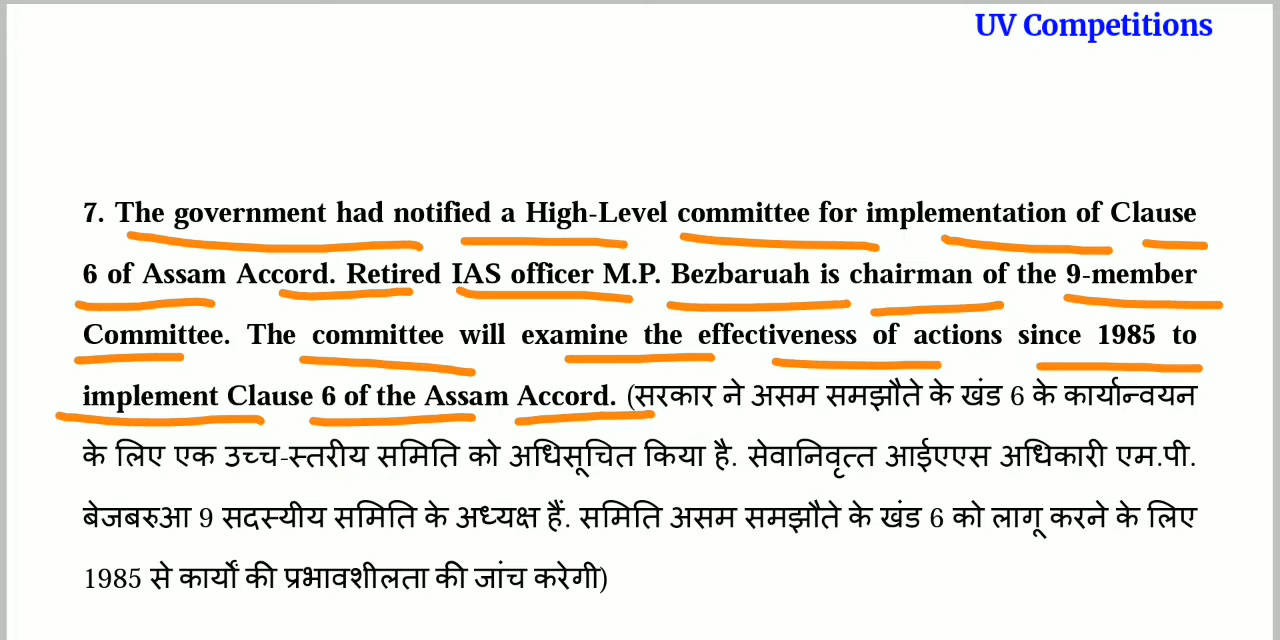 UV Competitions
7. The government had notified a High-Level committee for implementation of Clause
6 of Assam Accord. Retired IAS officer M.P. Bezbaruah is chairman of the 9-member
Committee. The committee will examine the effectiveness of actions since 1985 to
implement Clause 6 of the Assam Accord. (सरकार ने असम समझौते के खंड 6 के कार्यान्वयन
के लिए एक उच्च-स्तरीय समिति को अधिसूचित किया है. सेवानिवृत्त आईएएस अधिकारी एम.पी.
बेजबरुआ 9 सदस्यीय समिति के अध्यक्ष हैं. समिति असम समझौते के खंड 6 को लागू करने के लिए
1985 से कार्यों की प्रभावशीलता की जांच करेगी)